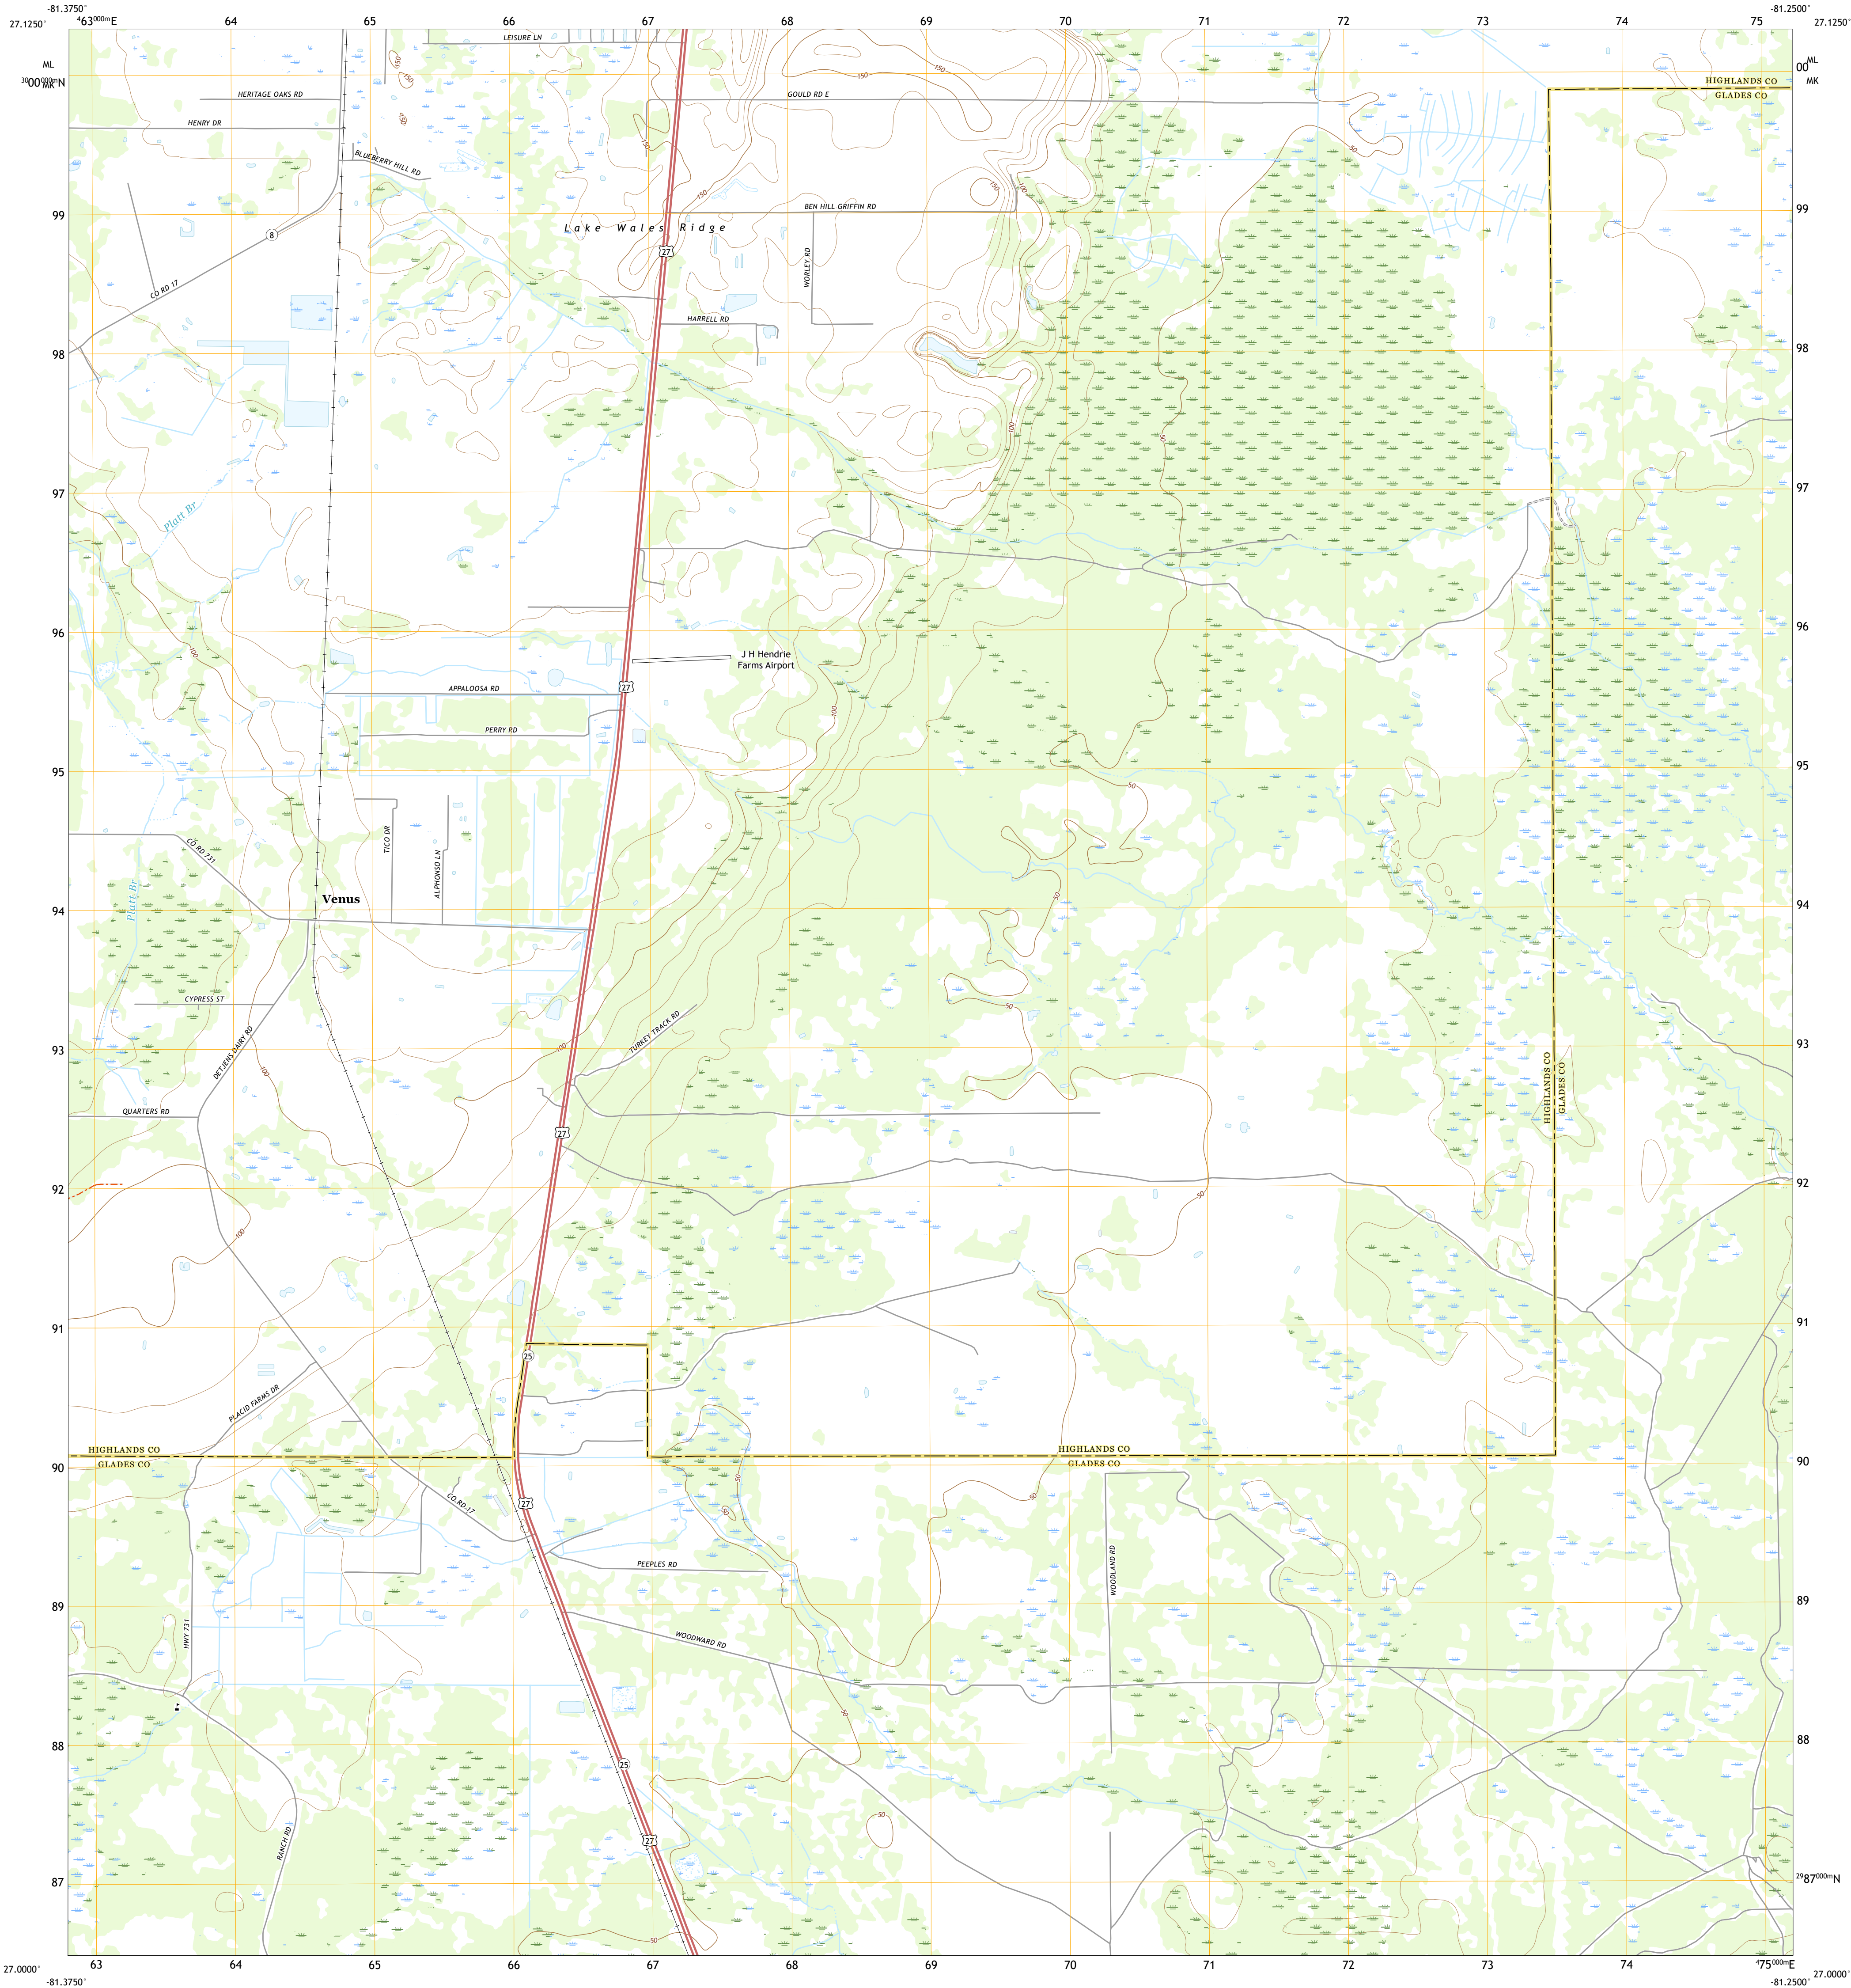 -81.3750°
-81.2500°
27.1250°
463000mE
64
65
66
67
68
69
70
71
72
73
74
75
27.1250°
LEISURE LN
ML
3000000mN
MK
00
ML
MK
150
150
150
150
HIGHLANDS CO
GLADES CO
HERITAGE OAKS RD
GOULD RD E
HENRY DR
150
150
50
BLUEBERRY HILL RD
150
100
150
99
BEN HILL GRIFFIN RD
99
8
Lake Wales Ridge
27
WORLEY RD
CO RD 17
HARRELL RD
98
98
100
50
97
97
Platt Br
96
96
100
J H Hendrie
Farms Airport
27
APPALOOSA RD
100
PERRY RD
95
95
50
TICO DR
ALPHONSO LN
CO RD 731
Platt Br
Venus
50
94
94
CYPRESS ST
50
TURKEY TRACK RD
DETJENS DAIRY RD
93
100
93
100
HIGHLANDS CO
GLADES CO
QUARTERS RD
27
92
92
50
100
91
91
25
PLACID FARMS DR
HIGHLANDS CO
GLADES CO
HIGHLANDS CO
GLADES CO
90
90
50
50
CO RD 17
27
50
PEEPLES RD
WOODLAND RD
89
89
HWY 731
WOODWARD RD
50
88
88
25
50
27
RANCH RD
87
2987000mN
50
27.0000°
63
64
65
66
67
68
69
70
71
72
73
74
475000mE
27.0000°
-81.3750°
-81.2500°